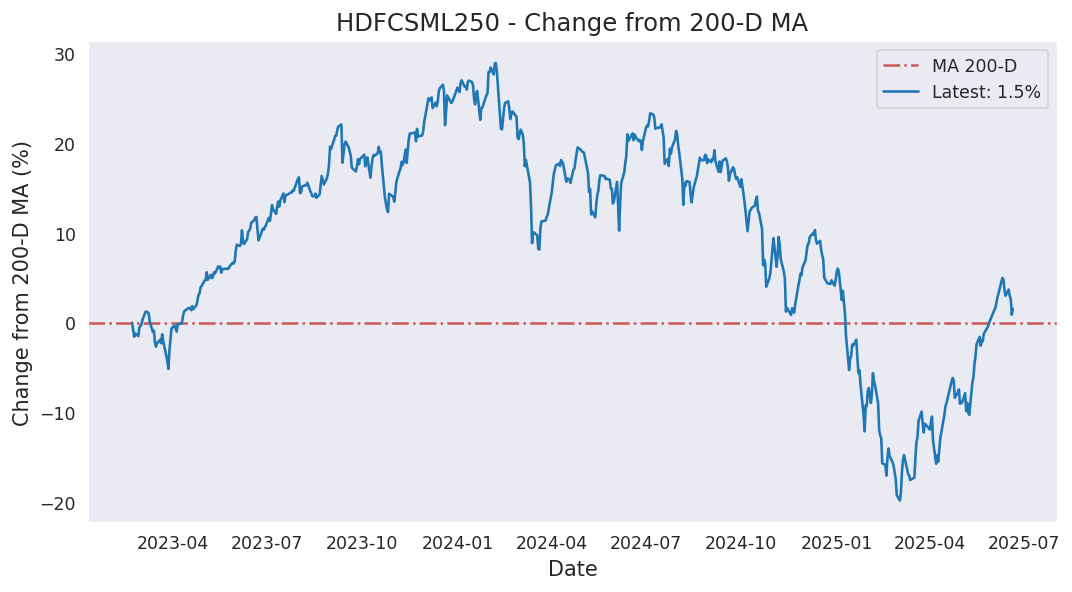 HDFCSML250 - Change from 200-D MA
MA 200-D
Latest: 1.5%
Change from 200-D MA (%)
30
20
10
0
−10
−20
2023-04 2023-07 2023-10 2024-01 2024-04 2024-07 2024-10 2025-01 2025-04 2025-07
Date